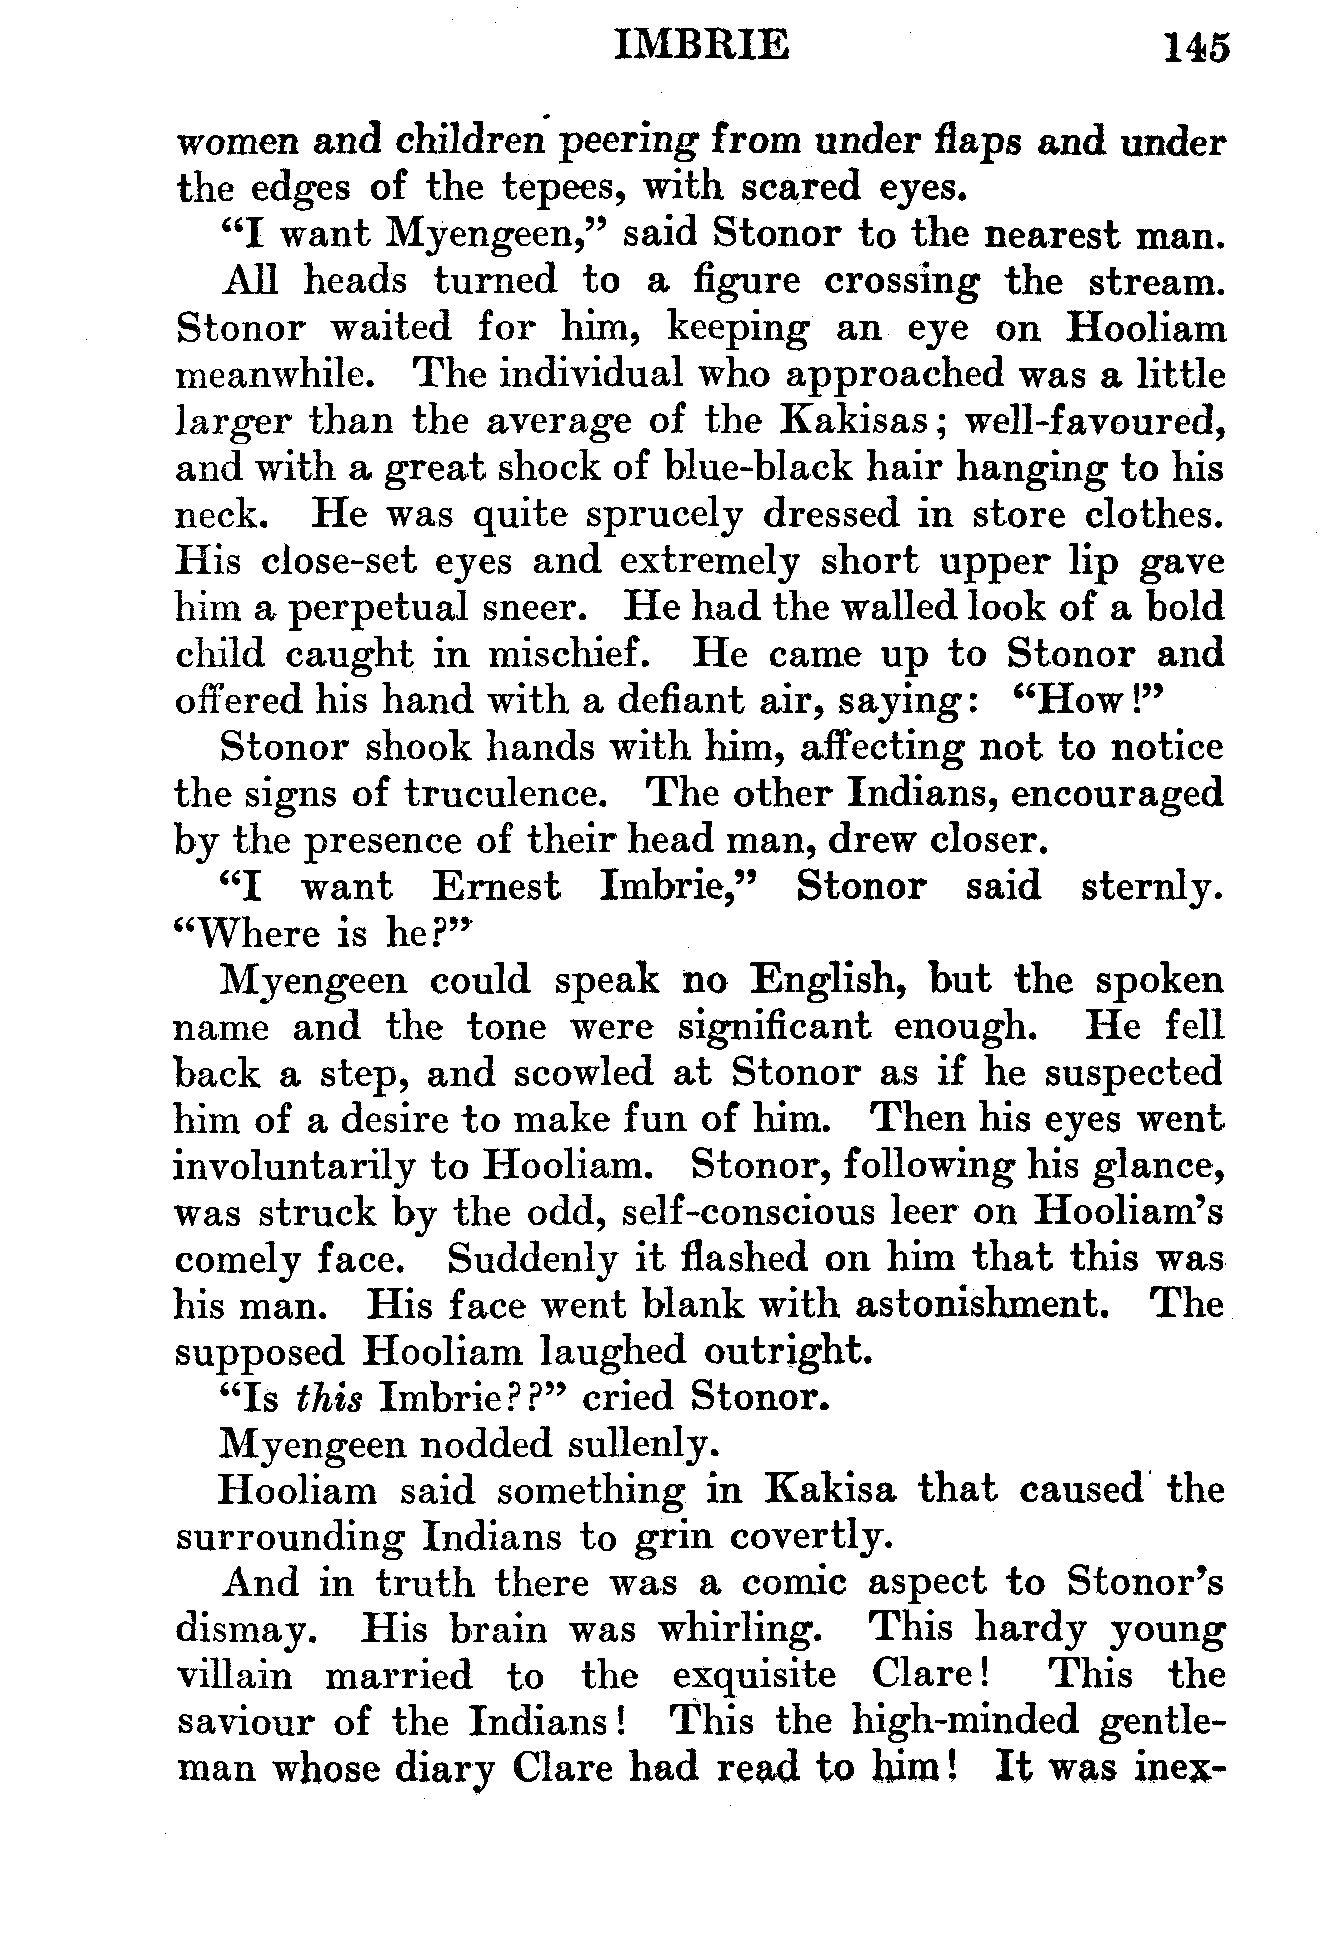 IMBRIE 145
women and children peering from under flaps and under
the edges of the tepees, with scared eyes.
“I want Myengeen,” said Stonor to the nearest man.
All heads turned to a figure crossing the stream.
Stonor waited for him, keeping an eye on Hooliam
meanwhile. The individual who approached was a little
larger than the average of the Kakisas; well-favoured,
and with a great shock of blue-black hair hanging to his
neck. He was quite sprucely dressed in store clothes.
His close-set eyes and extremely short upper lip gave
him a perpetual sneer. He had the walled look of a bold
child caught in mischief. He came up to Stonor and
offered his hand with a defiant air, saying: “How!”
Stonor shook hands with him, affecting not to notice
the signs of truculence. The other Indians, encouraged
by the presence of their head man, drew closer.
“I want Ernest Imbrie,” Stonor said sternly.
“Where is he?”
Myengeen could speak no English, but the spoken
name and the tone were significant enough. He fell
back a step, and scowled at Stonor as if he suspected
him of a desire to make fun of him. Then his eyes went
involuntarily to Hooliam. Stonor, following his glance,
was struck by the odd, self-conscious leer on Hooliam’s
comely face. Suddenly it flashed on him that this was
his man. His face went blank with astonishment. The
supposed Hooliam laughed outright.
“Is this Imbrie??” cried Stonor.
Myengeen nodded sullenly.
Hooliam said something in Kakisa that caused the
surrounding Indians to grin covertly.
And in truth there was a comic aspect to Stonor’s
dismay. His brain was whirling. This hardy young
villain married to the exquisite Clare! This the
saviour of the Indians! This the high-minded gentle-
man whose diary Clare had read to him! It was inex-